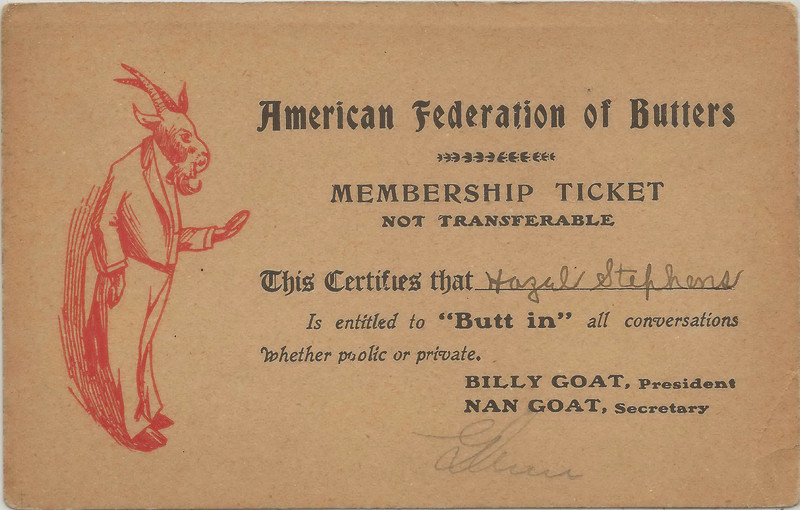 American Federation of Butters
MEMBERSHIP TICKET
NOT TRANSFERABLE
This Certifies that Hazel Stephens
Is entitled to "Butt in" all conversations
Whether public or private.
BILLY GOAT, President
NAN GOAT, Secretary